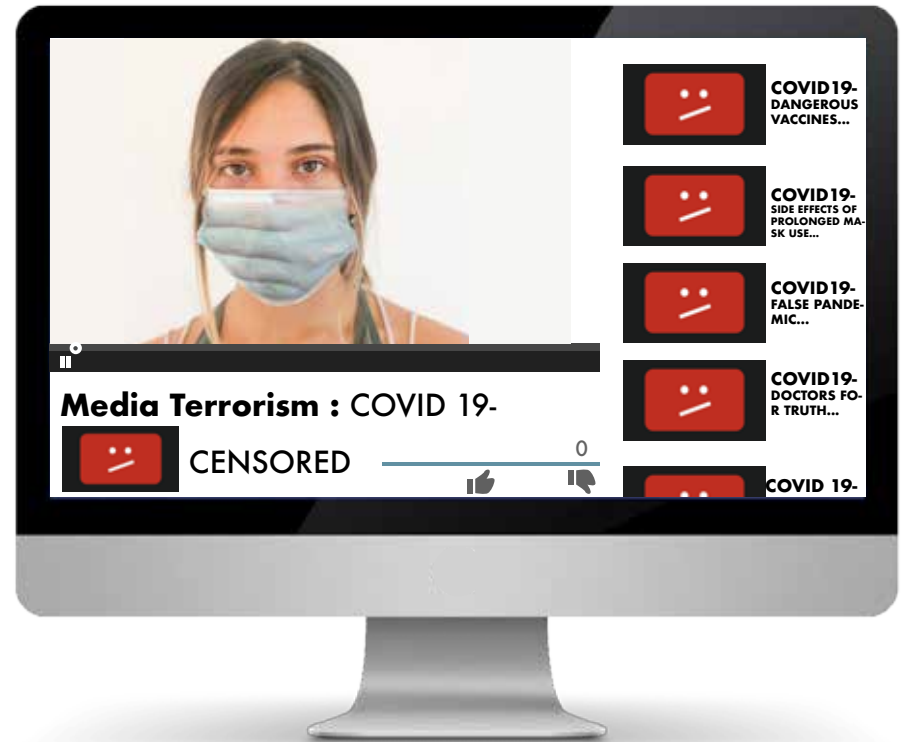 Media Terrorism : COVID 19-
CENSORED
0
COVID19-
DANGEROUS
VACCINES...
COVID19-
SIDE EFFECTS OF
PROLONGED MA-
SK USE...
COVID19-
FALSE PANDE-
MIC...
COVID19-
DOCTORS FO-
R TRUTH...
COVID 19-